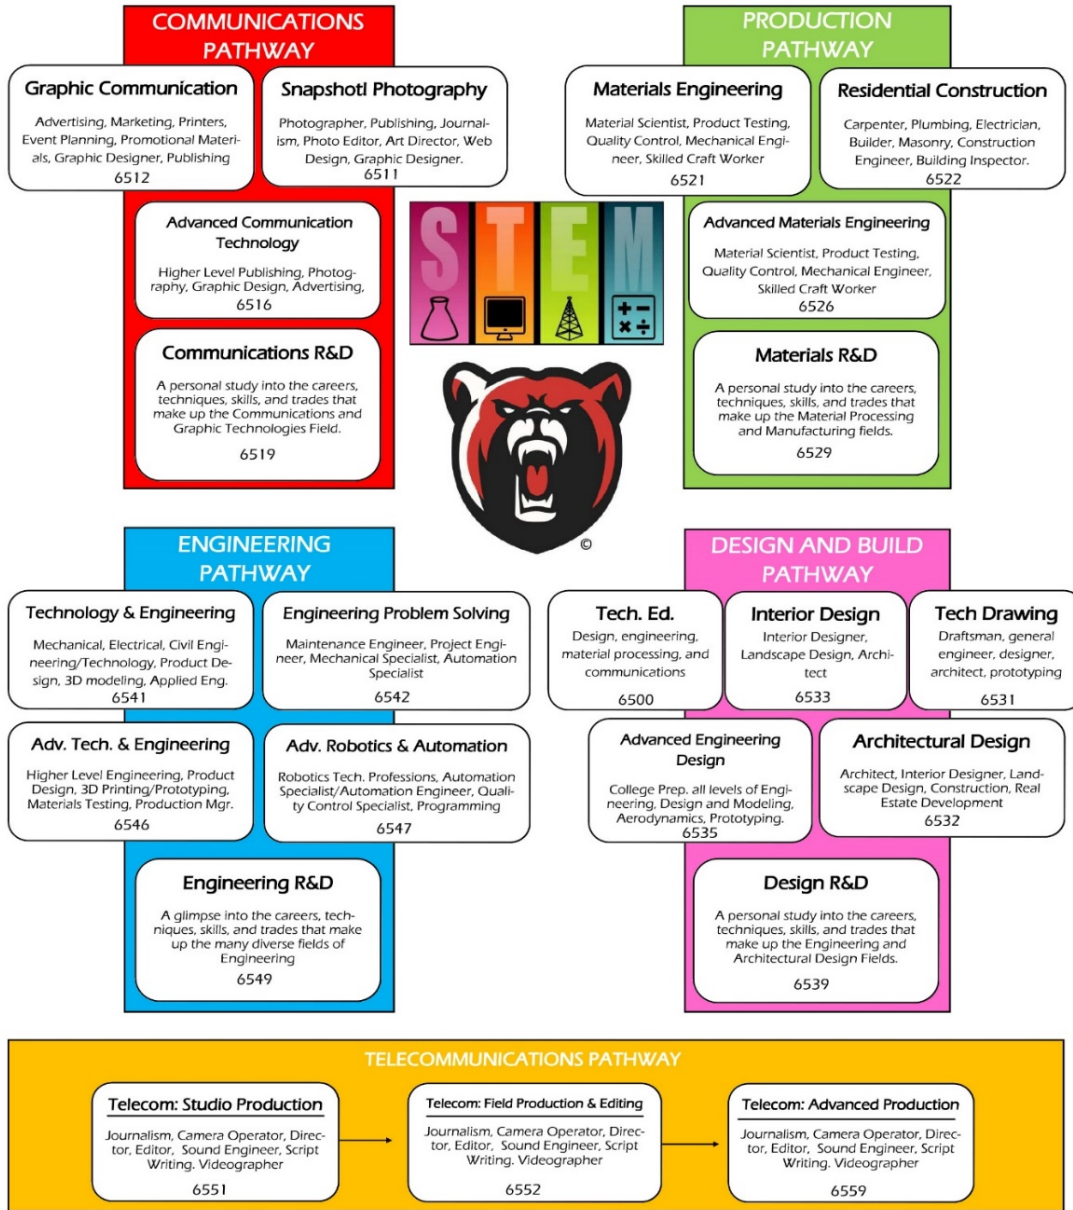 COMMUNICATIONS
PATHWAY
Graphic Communication
Advertising, Marketing, Printers,
Event Planning, Promotional Materi-
als, Graphic Designer, Publishing
6512
Snapshotl Photography
Photographer, Publishing, Journal-
ism, Photo Editor, Art Director, Web
Design, Graphic Designer.
6511
Advanced Communication
Technology
Higher Level Publishing, Photog-
raphy, Graphic Design, Advertising,
6516
Communications R&D
A personal study into the careers,
techniques, skills, and trades that
make up the Communications and
Graphic Technologies Field.
6519
PRODUCTION
PATHWAY
Materials Engineering
Material Scientist, Product Testing,
Quality Control, Mechanical Engi-
neer, Skilled Craft Worker
6521
Residential Construction
Carpenter, Plumbing, Electrician,
Builder, Masonry, Construction
Engineer, Building Inspector.
6522
Advanced Materials Engineering
Material Scientist, Product Testing,
Quality Control, Mechanical Engineer,
Skilled Craft Worker
6526
Materials R&D
A personal study into the careers,
techniques, skills, and trades that
make up the Material Processing
and Manufacturing fields.
6529
STEM
+ −
× ÷
©
ENGINEERING
PATHWAY
Technology & Engineering
Mechanical, Electrical, Civil Engi-
neering/Technology, Product De-
sign, 3D modeling, Applied Eng.
6541
Engineering Problem Solving
Maintenance Engineer, Project Engi-
neer, Mechanical Specialist, Automation
Specialist
6542
Adv. Tech. & Engineering
Higher Level Engineering, Product
Design, 3D Printing/Prototyping,
Materials Testing, Production Mgr.
6546
Adv. Robotics & Automation
Robotics Tech. Professions, Automation
Specialist/Automation Engineer, Quali-
ty Control Specialist, Programming
6547
Engineering R&D
A glimpse into the careers, tech-
niques, skills, and trades that make
up the many diverse fields of
Engineering
6549
DESIGN AND BUILD
PATHWAY
Tech. Ed.
Design, engineering,
material processing, and
communications
6500
Interior Design
Interior Designer,
Landscape Design, Archi-
tect
6533
Tech Drawing
Draftsman, general
engineer, designer,
architect, prototyping
6531
Advanced Engineering
Design
College Prep. all levels of Engi-
neering, Design and Modeling,
Aerodynamics, Prototyping.
6535
Architectural Design
Architect, Interior Designer, Land-
scape Design, Construction, Real
Estate Development
6532
Design R&D
A personal study into the careers,
techniques, skills, and trades that
make up the Engineering and
Architectural Design Fields.
6539
TELECOMMUNICATIONS PATHWAY
Telecom: Studio Production
Journalism, Camera Operator, Direc-
tor, Editor, Sound Engineer, Script
Writing. Videographer
6551
Telecom: Field Production & Editing
Journalism, Camera Operator, Direc-
tor, Editor, Sound Engineer, Script
Writing. Videographer
6552
Telecom: Advanced Production
Journalism, Camera Operator, Direc-
tor, Editor, Sound Engineer, Script
Writing. Videographer
6559